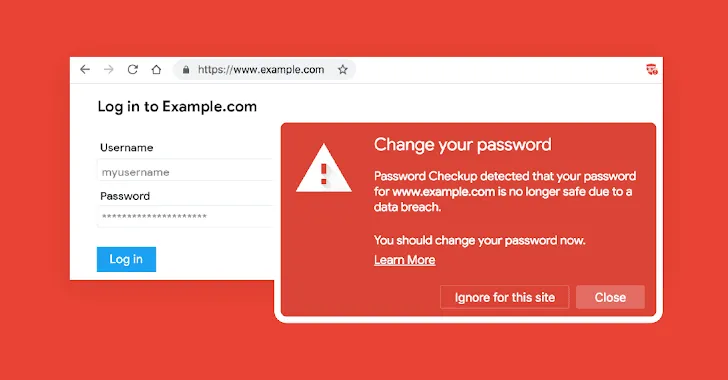 https://www.example.com
Log in to Example.com
Username
myusername
Password
*********************
Log in
!
Change your password
Password Checkup detected that your password
for www.example.com is no longer safe due to a
data breach.
You should change your password now.
Learn More
Ignore for this site
Close